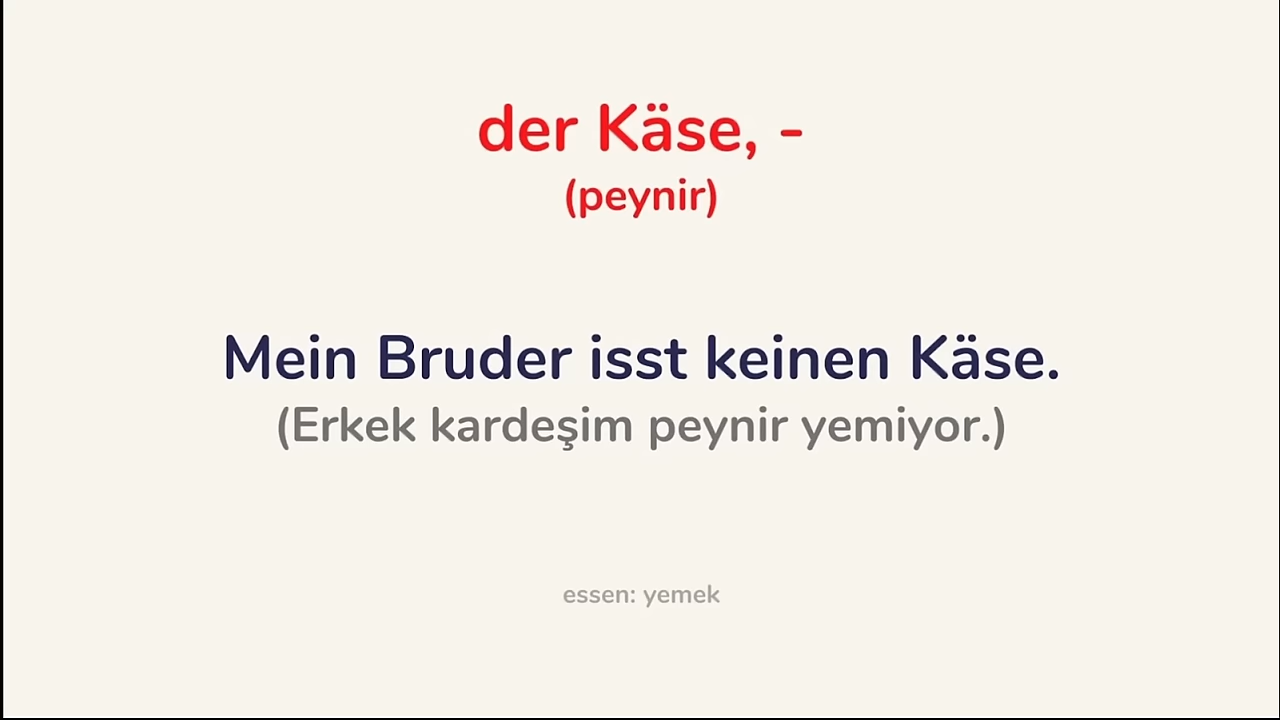 der Käse, -
(peynir)
Mein Bruder isst keinen Käse.
(Erkek kardeşim peynir yemiyor.)
essen: yemek